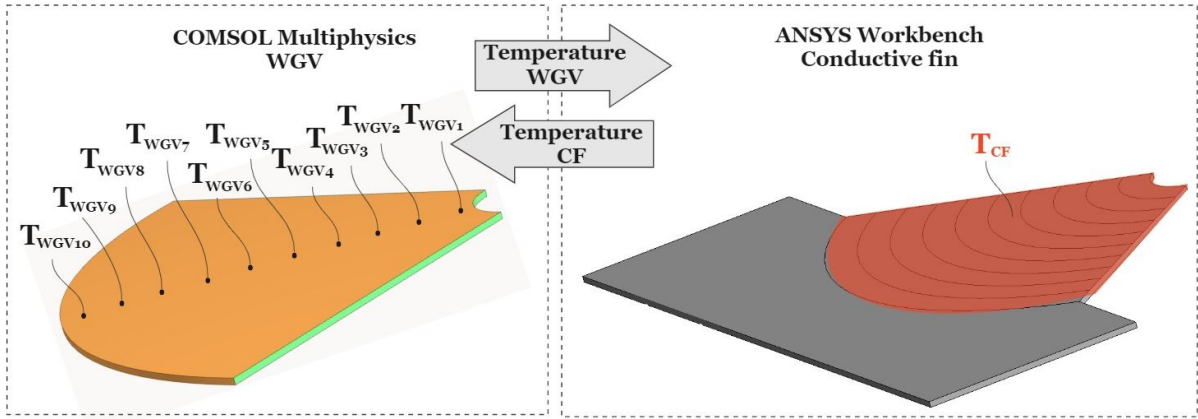 COMSOL Multiphysics
WGV
Temperature
WGV
Temperature
CF
ANSYS Workbench
Conductive fin
TWGV1
TWGV2
TWGV3
TWGV4
TWGV5
TWGV6
TWGV7
TWGV8
TWGV9
TWGV10
TCF